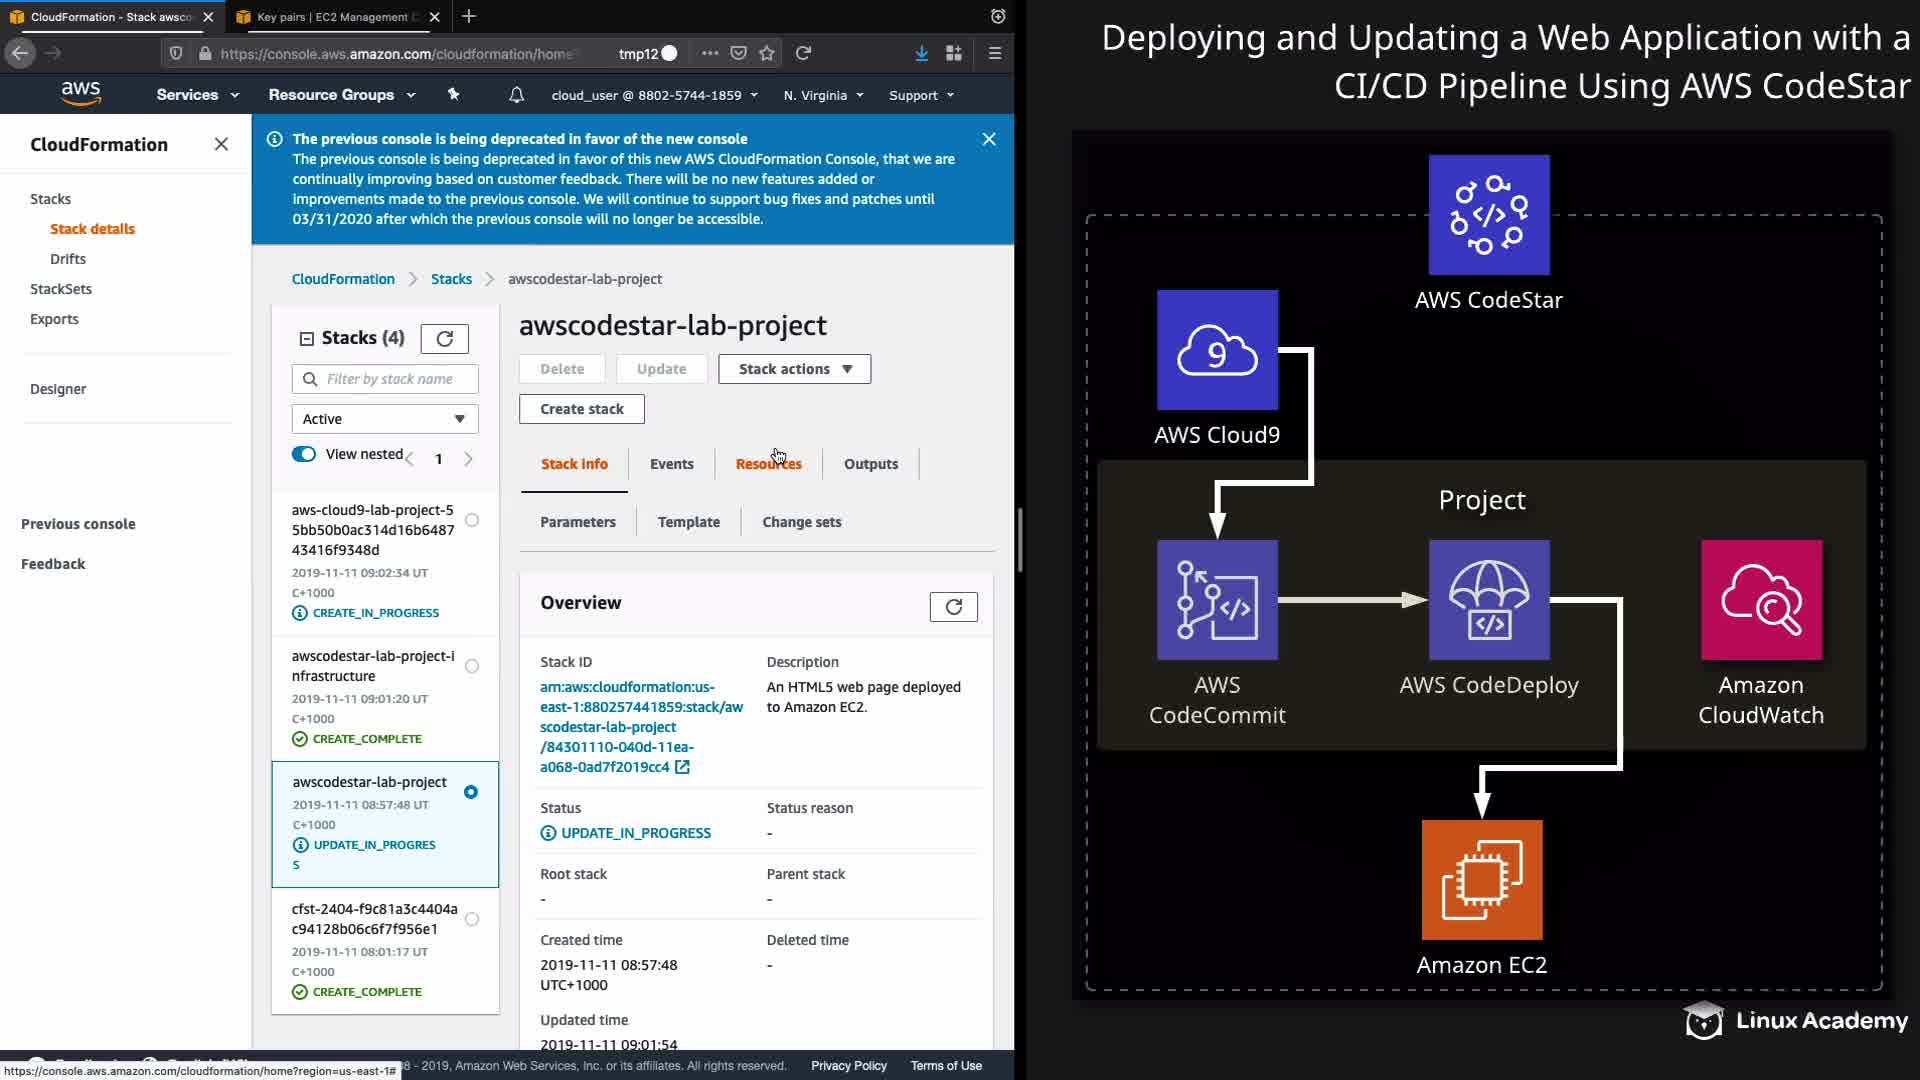 CloudFormation - Stack awsco
Key pairs | EC2 Management C
https://console.aws.amazon.com/cloudformation/home?
tmp12
aws
Services
Resource Groups
cloud_user @ 8802-5744-1859
N. Virginia
Support
CloudFormation
Stacks
Stack details
Drifts
StackSets
Exports
Designer
Previous console
Feedback
The previous console is being deprecated in favor of the new console
The previous console is being deprecated in favor of this new AWS CloudFormation Console, that we are
continually improving based on customer feedback. There will be no new features added or
improvements made to the previous console. We will continue to support bug fixes and patches until
03/31/2020 after which the previous console will no longer be accessible.
CloudFormation
Stacks
awscodestar-lab-project
Stacks (4)
Filter by stack name
Active
View nested
1
aws-cloud9-lab-project-5
5bb50b0ac314d16b6487
43416f9348d
2019-11-11 09:02:34 UT
C+1000
CREATE_IN_PROGRESS
awscodestar-lab-project-i
nfrastructure
2019-11-11 09:01:20 UT
C+1000
CREATE_COMPLETE
awscodestar-lab-project
2019-11-11 08:57:48 UT
C+1000
UPDATE_IN_PROGRES
S
cfst-2404-f9c81a3c4404a
c94128b06c6f7f956e1
2019-11-11 08:01:17 UT
C+1000
CREATE_COMPLETE
awscodestar-lab-project
Delete
Update
Stack actions
Create stack
Stack info
Events
Resources
Outputs
Parameters
Template
Change sets
Overview
Stack ID
arn:aws:cloudformation:us-
east-1:880257441859:stack/aw
scodestar-lab-project
/84301110-040d-11ea-
a068-0ad7f2019cc4
Description
An HTML5 web page deployed
to Amazon EC2.
Status
UPDATE_IN_PROGRESS
Status reason
-
Root stack
-
Parent stack
-
Created time
2019-11-11 08:57:48
UTC+1000
Deleted time
-
Updated time
2019-11-11 09:01:54
https://console.aws.amazon.com/cloudformation/home?region=us-east-1#
- 2019, Amazon Web Services, Inc. or its affiliates. All rights reserved.
Privacy Policy
Terms of Use
Deploying and Updating a Web Application with a
CI/CD Pipeline Using AWS CodeStar
AWS CodeStar
9
AWS Cloud9
Project
AWS
CodeCommit
AWS CodeDeploy
Amazon
CloudWatch
Amazon EC2
Linux Academy